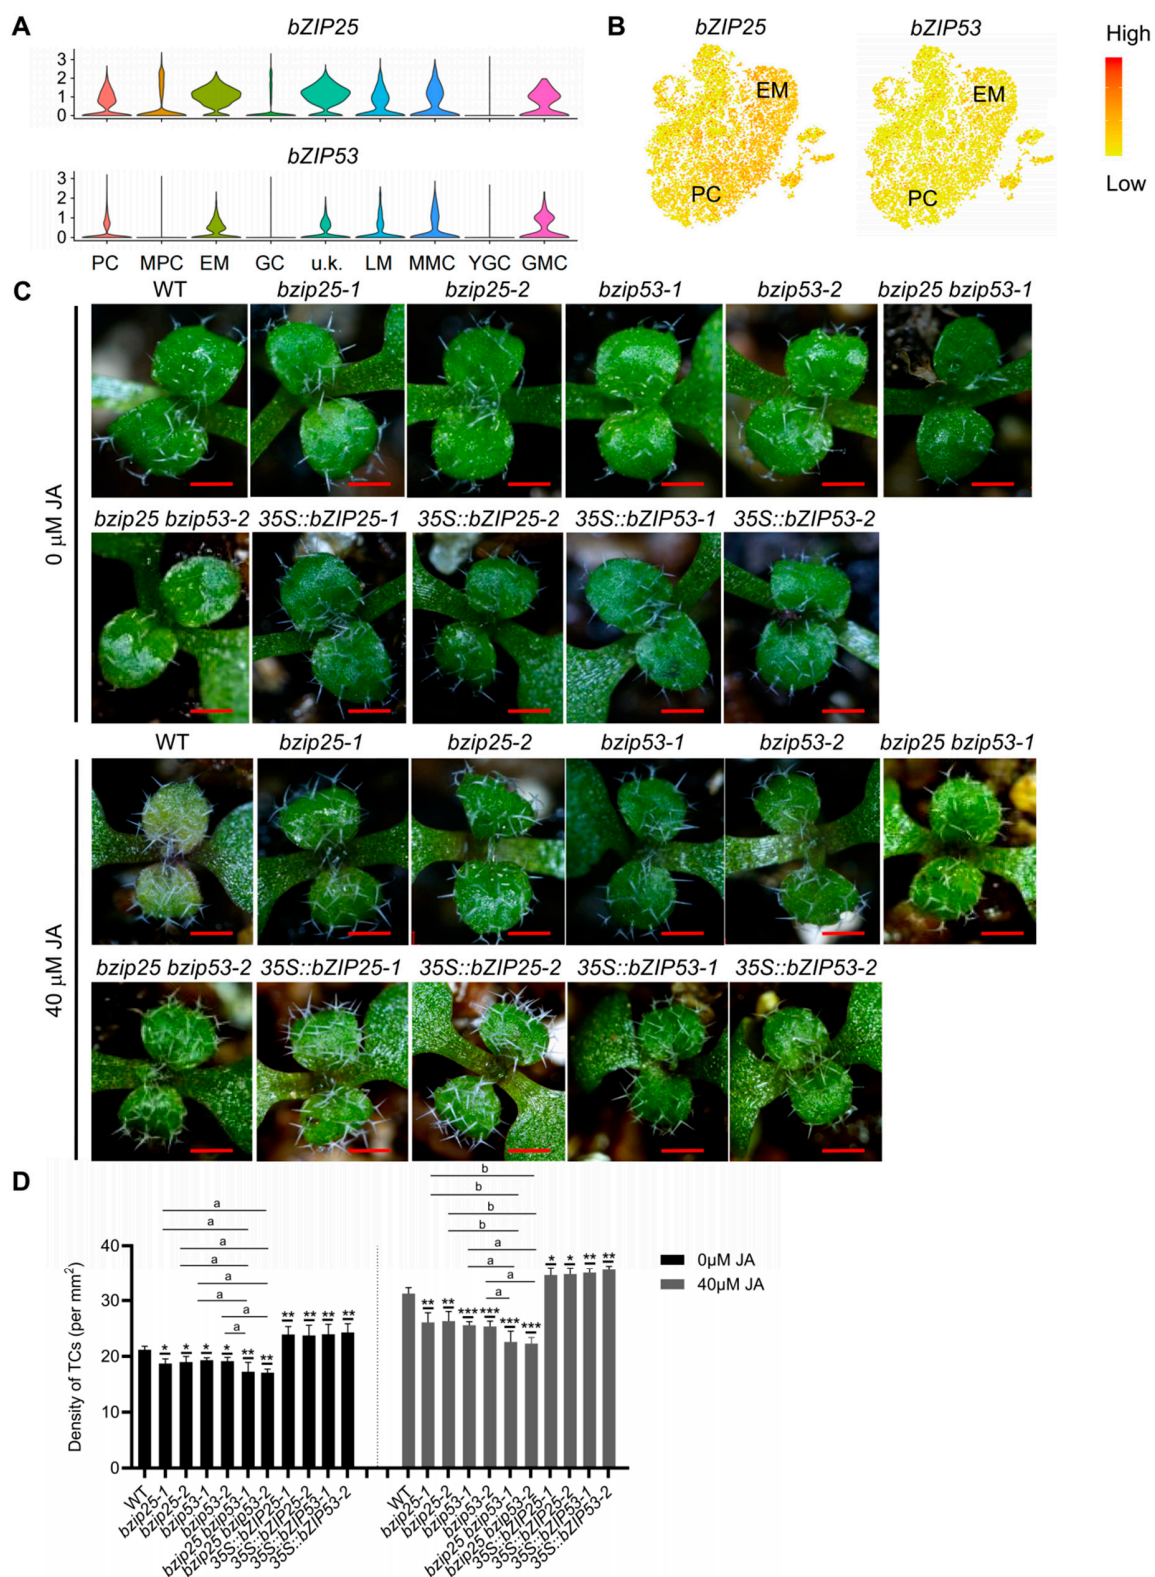 A
bZIP25
3
2
1
0
bZIP53
3
2
1
0
PC MPC EM GC u.k. LM MMC YGC GMC
B
bZIP25 bZIP53
EM EM
PC PC
High
Low
C
WT bzip25-1 bzip25-2 bzip53-1 bzip53-2 bzip25 bzip53-1
0 µM JA
bzip25 bzip53-2 35S::bZIP25-1 35S::bZIP25-2 35S::bZIP53-1 35S::bZIP53-2
WT bzip25-1 bzip25-2 bzip53-1 bzip53-2 bzip25 bzip53-1
40 µM JA
bzip25 bzip53-2 35S::bZIP25-1 35S::bZIP25-2 35S::bZIP53-1 35S::bZIP53-2
D
Density of TCs (per mm²)
40
30
20
10
0
a
a
a
a
a
a
a
a
* * * * ** ** ** ** ** **
b
b
b
b
a
a
a
a
** ** *** *** *** *** * * ** **
0µM JA
40µM JA
WT
bzip25-1
bzip25-2
bzip53-1
bzip53-2
bzip25 bzip53-1
bzip25 bzip53-2
35S::bZIP25-1
35S::bZIP25-2
35S::bZIP53-1
35S::bZIP53-2
WT
bzip25-1
bzip25-2
bzip53-1
bzip53-2
bzip25 bzip53-1
bzip25 bzip53-2
35S::bZIP25-1
35S::bZIP25-2
35S::bZIP53-1
35S::bZIP53-2